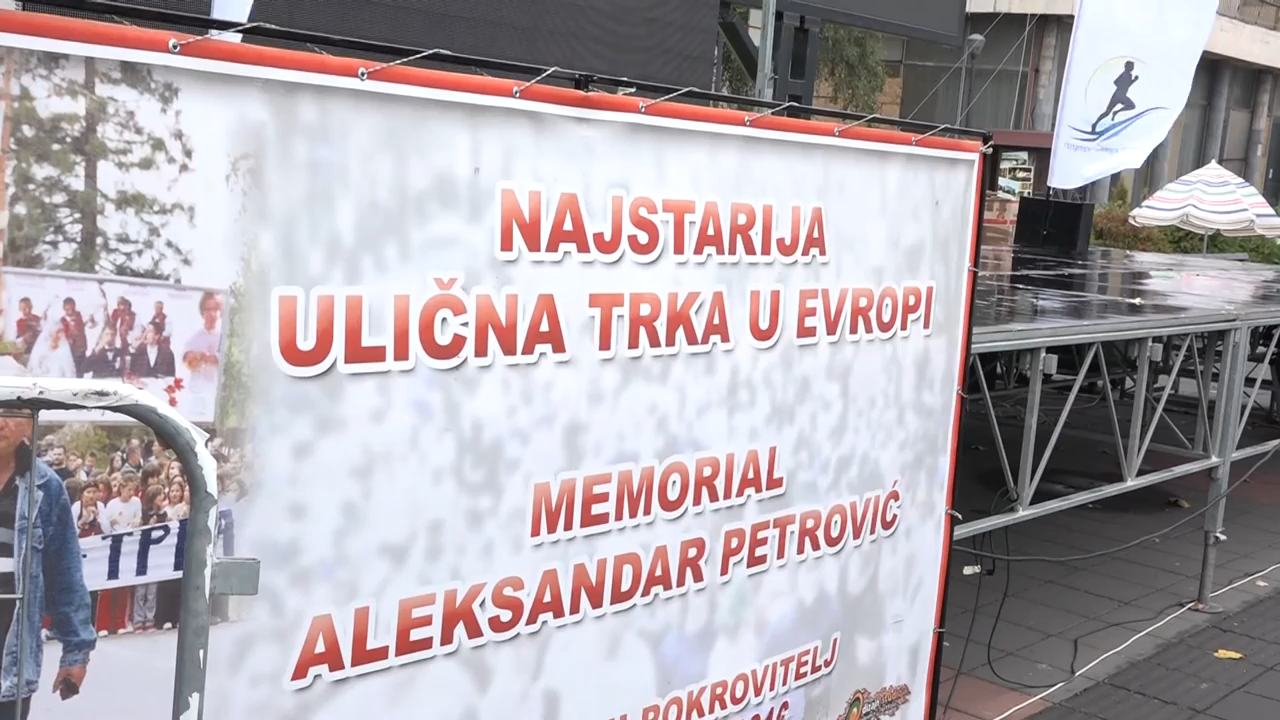 NAJSTARIJA
ULIČNA TRKA U EVROPI
MEMORIAL
ALEKSANDAR PETROVIĆ
POKROVITELJ